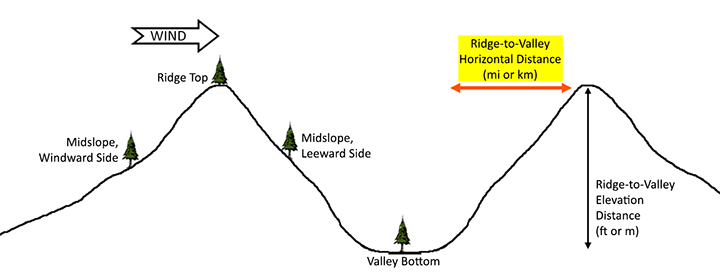 WIND
Ridge Top
Midslope,
Windward Side
Midslope,
Leeward Side
Valley Bottom
Ridge-to-Valley
Horizontal Distance
(mi or km)
Ridge-to-Valley
Elevation
Distance
(ft or m)